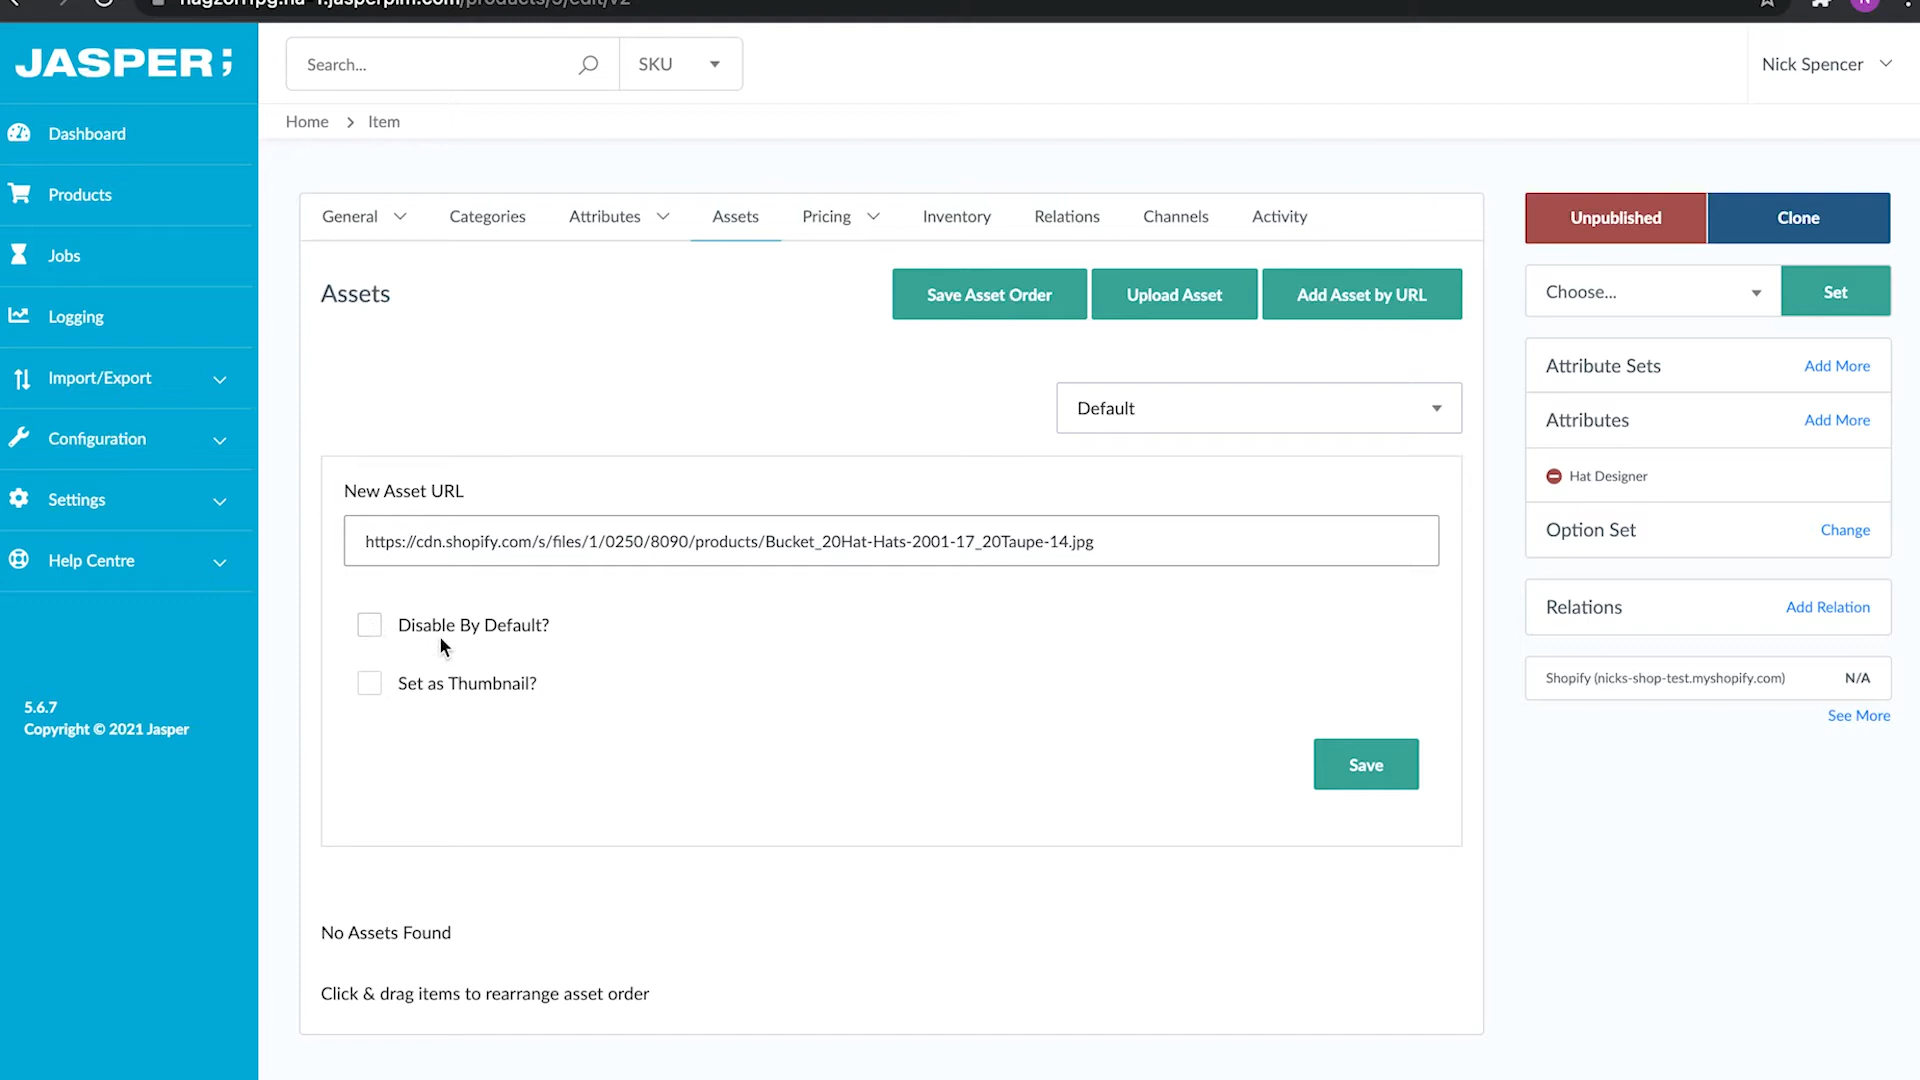 JASPER;
Search...
SKU
Nick Spencer
Home > Item
Dashboard
Products
Jobs
Logging
Import/Export
Configuration
Settings
Help Centre
5.6.7
Copyright © 2021 Jasper
General
Categories
Attributes
Assets
Pricing
Inventory
Relations
Channels
Activity
Assets
Save Asset Order
Upload Asset
Add Asset by URL
Default
New Asset URL
https://cdn.shopify.com/s/files/1/0250/8090/products/Bucket_20Hat-Hats-2001-17_20Taupe-14.jpg
Disable By Default?
Set as Thumbnail?
Save
No Assets Found
Click & drag items to rearrange asset order
Unpublished
Clone
Choose...
Set
Attribute Sets
Add More
Attributes
Add More
Hat Designer
Option Set
Change
Relations
Add Relation
Shopify (nicks-shop-test.myshopify.com)
N/A
See More